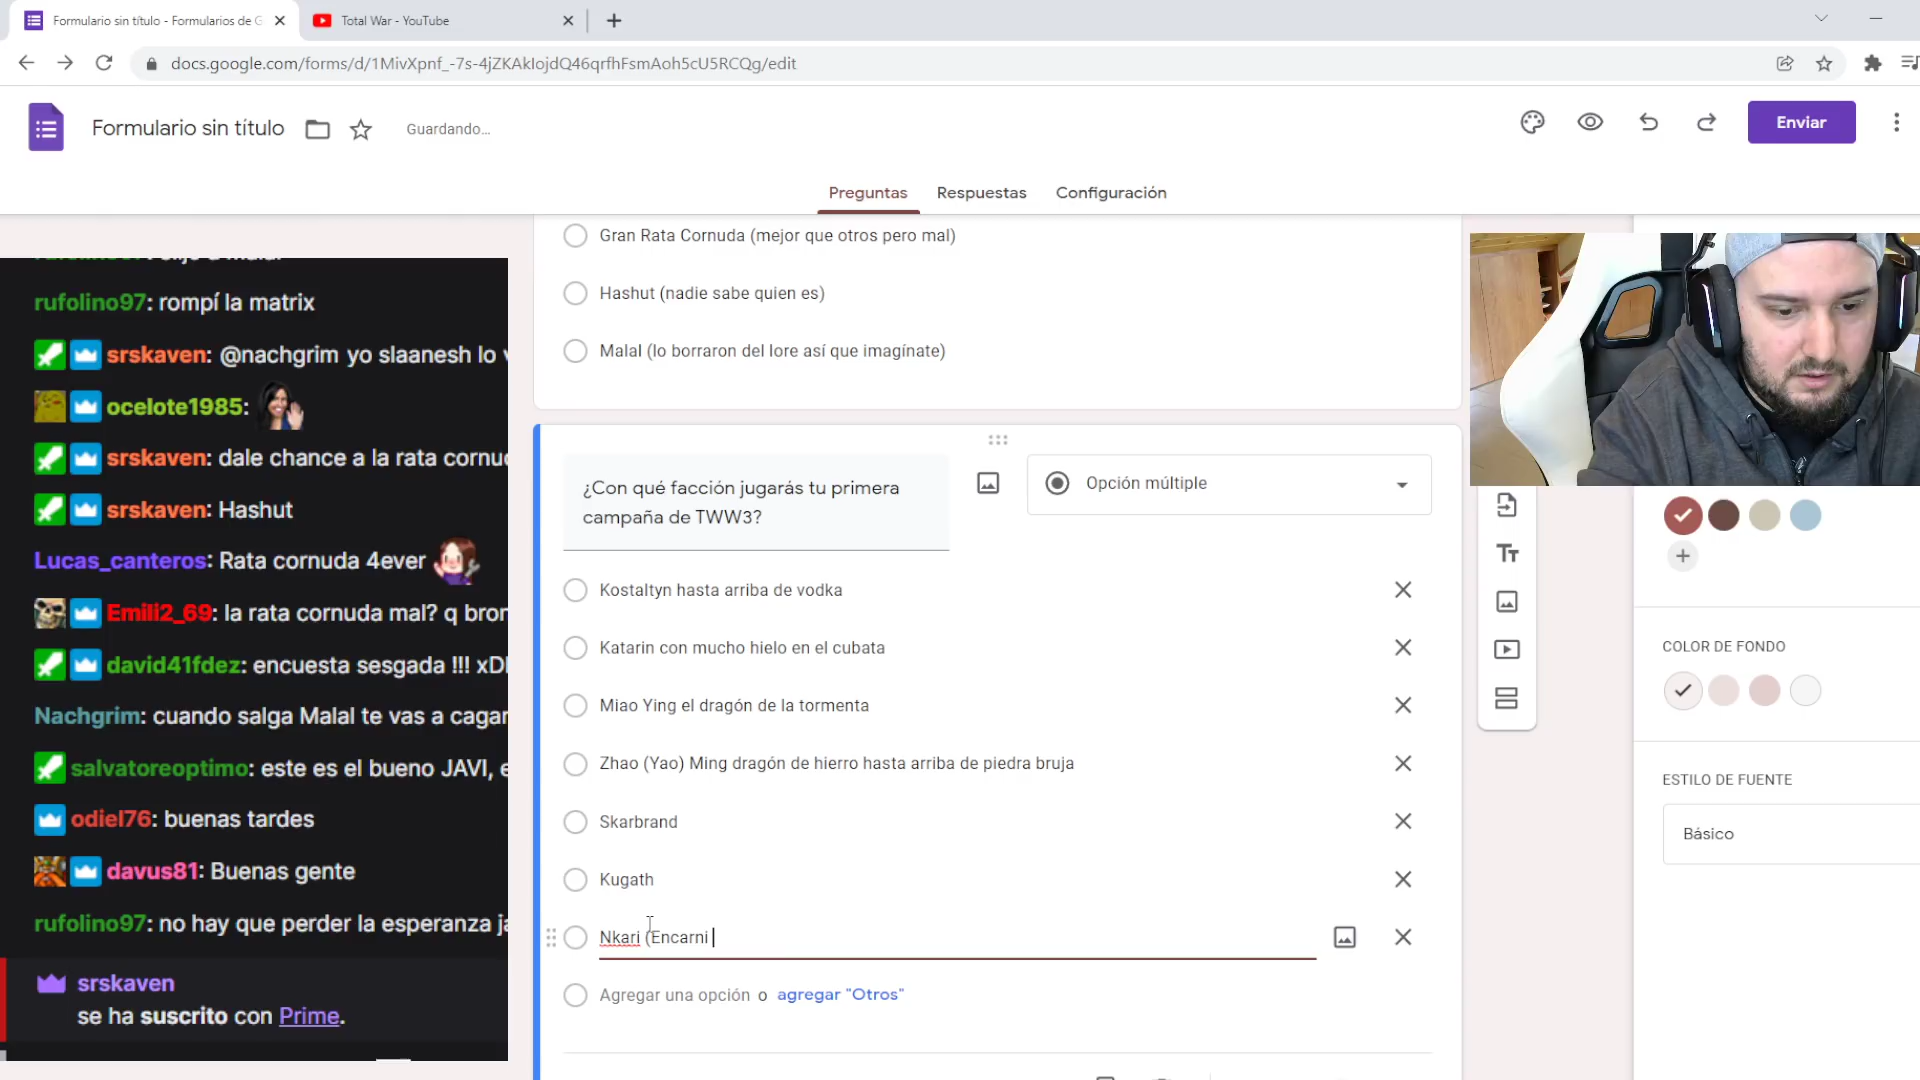 Formulario sin título - Formularios de G
Total War - YouTube
docs.google.com/forms/d/1MivXpnf_-7s-4jZKAkIojdQ46qrfhFsmAoh5cU5RCQg/edit
Formulario sin título
Guardando...
Enviar
Preguntas
Respuestas
Configuración
rufolino97: rompí la matrix
srskaven: @nachgrim yo slaanesh lo v
ocelote1985:
srskaven: dale chance a la rata cornu
srskaven: Hashut
Lucas_canteros: Rata cornuda 4ever
Emili2_69: la rata cornuda mal? q bron
david41fdez: encuesta sesgada !!! xD
Nachgrim: cuando salga Malal te vas a cagar
salvatoreoptimo: este es el bueno JAVI, e
odiel76: buenas tardes
davus81: Buenas gente
rufolino97: no hay que perder la esperanza ja
srskaven
se ha suscrito con Prime.
Gran Rata Cornuda (mejor que otros pero mal)
Hashut (nadie sabe quien es)
Malal (lo borraron del lore así que imagínate)
¿Con qué facción jugarás tu primera
campaña de TWW3?
Opción múltiple
Kostaltyn hasta arriba de vodka
Katarin con mucho hielo en el cubata
Miao Ying el dragón de la tormenta
Zhao (Yao) Ming dragón de hierro hasta arriba de piedra bruja
Skarbrand
Kugath
Nkari (Encarni
Agregar una opción o agregar "Otros"
COLOR DE FONDO
ESTILO DE FUENTE
Básico